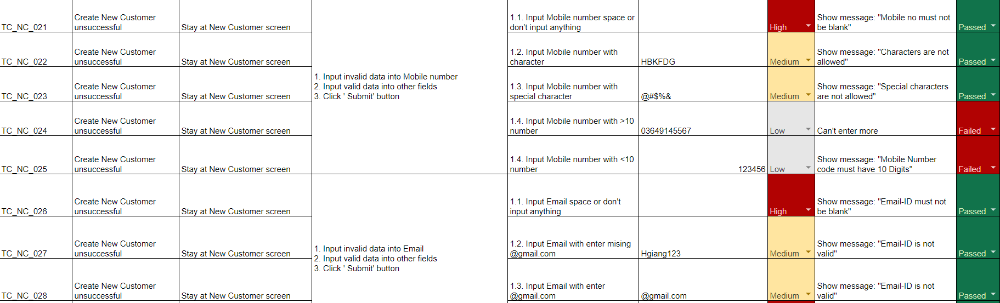 TC_NC_021
Create New Customer
unsuccessful
Stay at New Customer screen
1.1. Input Mobile number space or
don't input anything
High
Show message: "Mobile no must not
be blank"
Passed
TC_NC_022
Create New Customer
unsuccessful
Stay at New Customer screen
1.2. Input Mobile number with
character
HBKFDG
Medium
Show message: "Characters are not
allowed"
Passed
1. Input invalid data into Mobile number
2. Input valid data into other fields
3. Click ' Submit' button
TC_NC_023
Create New Customer
unsuccessful
Stay at New Customer screen
1.3. Input Mobile number with
special character
@#$%&
Medium
Show message: "Special characters
are not allowed"
Passed
TC_NC_024
Create New Customer
unsuccessful
Stay at New Customer screen
1.4. Input Mobile number with >10
number
03649145567
Low
Can't enter more
Failed
TC_NC_025
Create New Customer
unsuccessful
Stay at New Customer screen
1.4. Input Mobile number with <10
number
123456
Low
Show message: "Mobile Number
code must have 10 Digits"
Failed
TC_NC_026
Create New Customer
unsuccessful
Stay at New Customer screen
1.1. Input Email space or don't
input anything
High
Show message: "Email-ID must not
be blank"
Passed
TC_NC_027
Create New Customer
unsuccessful
Stay at New Customer screen
1. Input invalid data into Email
2. Input valid data into other fields
3. Click ' Submit' button
1.2. Input Email with enter mising
@gmail.com
Hgiang123
Medium
Show message: "Email-ID is not
valid"
Passed
TC_NC_028
Create New Customer
unsuccessful
Stay at New Customer screen
1.3. Input Email with enter
@gmail.com
@gmail.com
Medium
Show message: "Email-ID is not
valid"
Passed